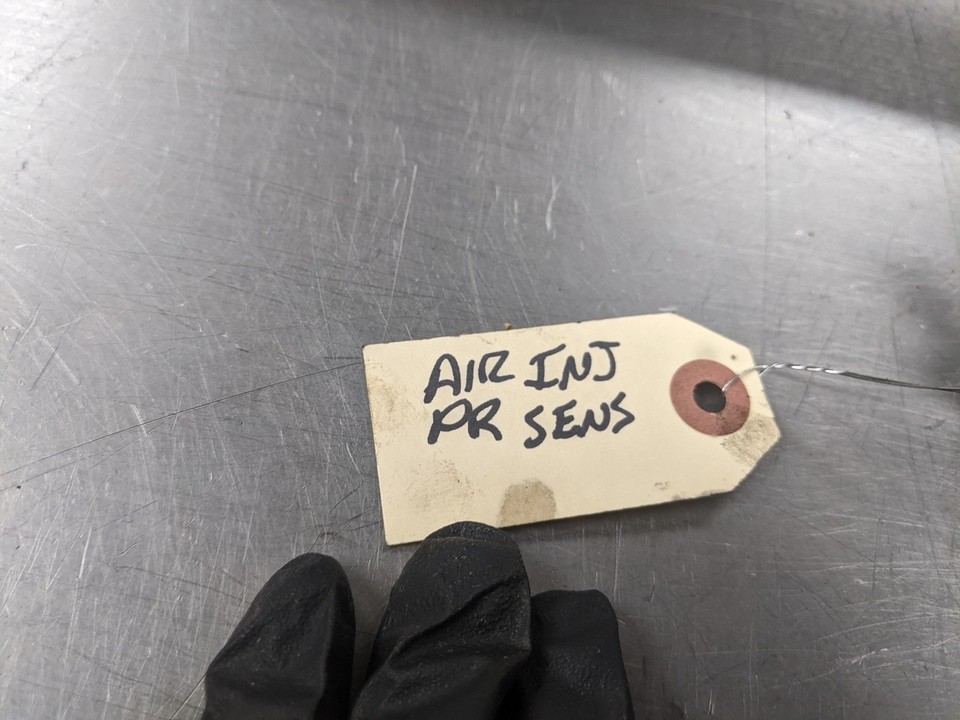 AIR INJ
PR SENS